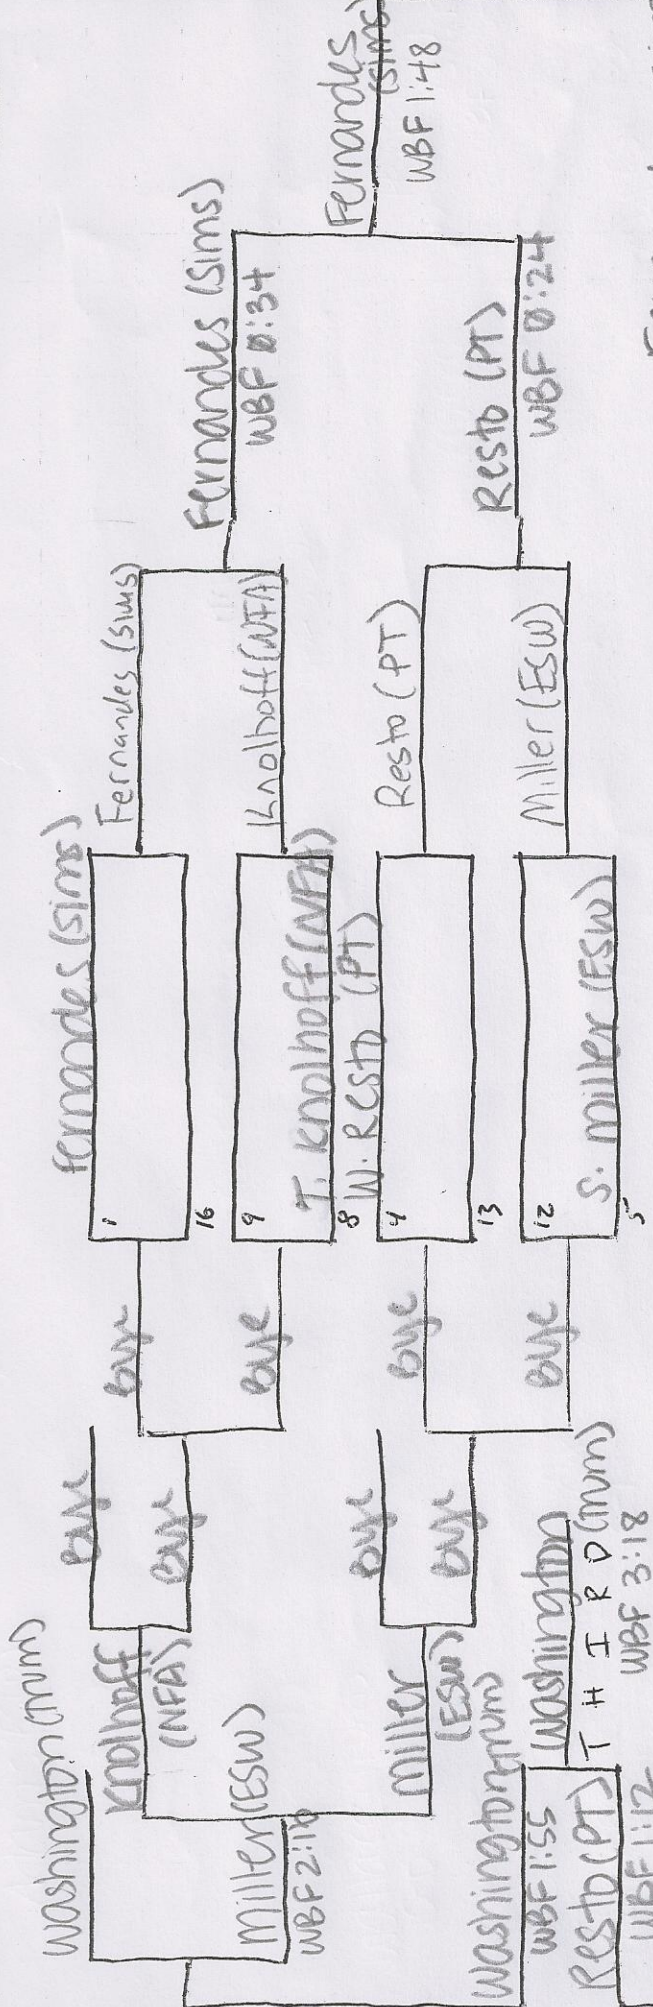 Fernandes (Sims)
1
16
9
T. Knolhoff (NFA)
8
W. Resto (PT)
4
13
12
S. Miller (ESW)
5
Fernandes (Sims)
Knolhoff (NFA)
Resto (PT)
Miller (ESW)
Fernandes (Sims)
WBF 0:34
Resto (PT)
WBF 0:24
Fernandes
(Sims)
WBF 1:48
Bye
Bye
Bye
Bye
Bye
Bye
Bye
Bye
Knolhoff
(NFA)
Miller
(ESW)
Washington
Miller (ESW)
WBF 2:16
Washington
WBF 1:55
Resto (PT)
WBF 1:12
Washington
THIRD
WBF 3:18